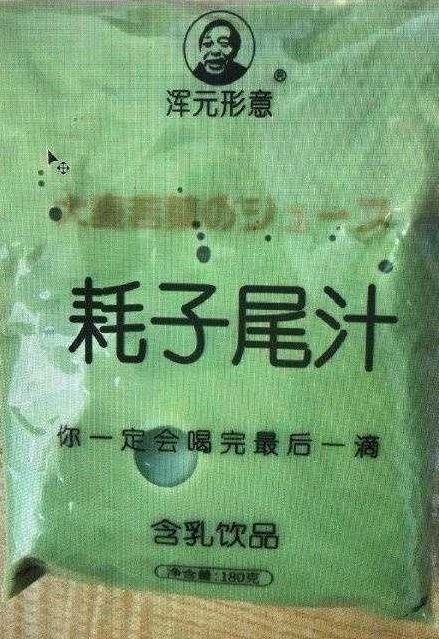 ®
浑元形意
耗子尾汁
你一定会喝完最后一滴
含乳饮品
净含量:180克